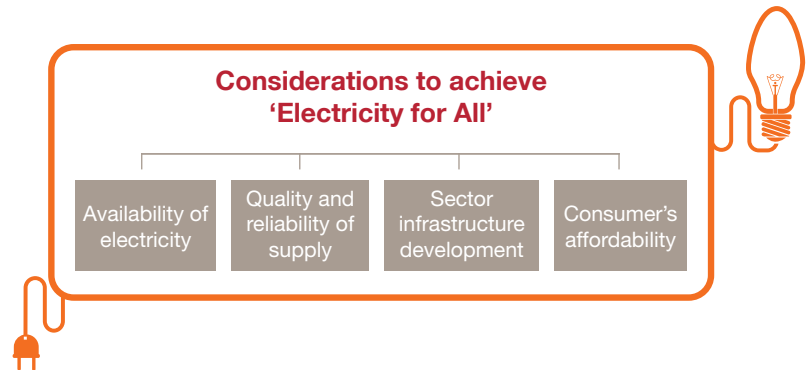 Considerations to achieve
‘Electricity for All’
Availability of
electricity
Quality and
reliability of
supply
Sector
infrastructure
development
Consumer’s
affordability